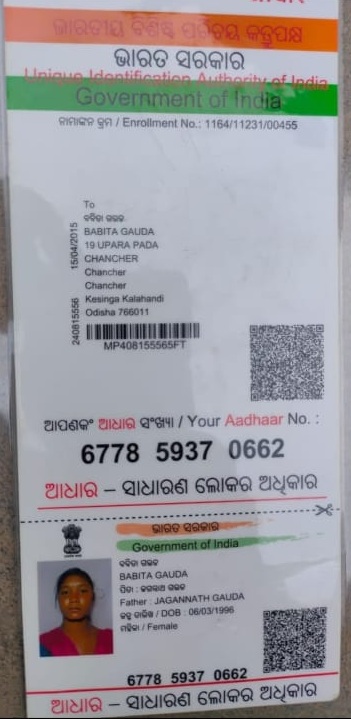 ଭାରତୀୟ ବିଶିଷ୍ଟ ପରିଚୟ କର୍ତ୍ତୃପକ୍ଷ
ଭାରତ ସରକାର
Unique Identification Authority of India
Government of India
ନାମାଙ୍କନ କ୍ରମ / Enrollment No.: 1164/11231/00455
To
ବବିତା ଗଉଡ
BABITA GAUDA
19 UPARA PADA
CHANCHER
Chancher
Chancher
Kesinga Kalahandi
Odisha 766011
15/04/2015
240815556
MP408155565FT
ଆପଣଙ୍କ ଆଧାର ସଂଖ୍ୟା / Your Aadhaar No. :
6778 5937 0662
ଆଧାର – ସାଧାରଣ ଲୋକର ଅଧିକାର
ଭାରତ ସରକାର
Government of India
ବବିତା ଗଉଡ
BABITA GAUDA
ପିତା : ଜଗନ୍ନାଥ ଗଉଡ
Father : JAGANNATH GAUDA
ଜନ୍ମ ତାରିଖ / DOB : 06/03/1996
ମହିଳା / Female
6778 5937 0662
ଆଧାର – ସାଧାରଣ ଲୋକର ଅଧିକାର